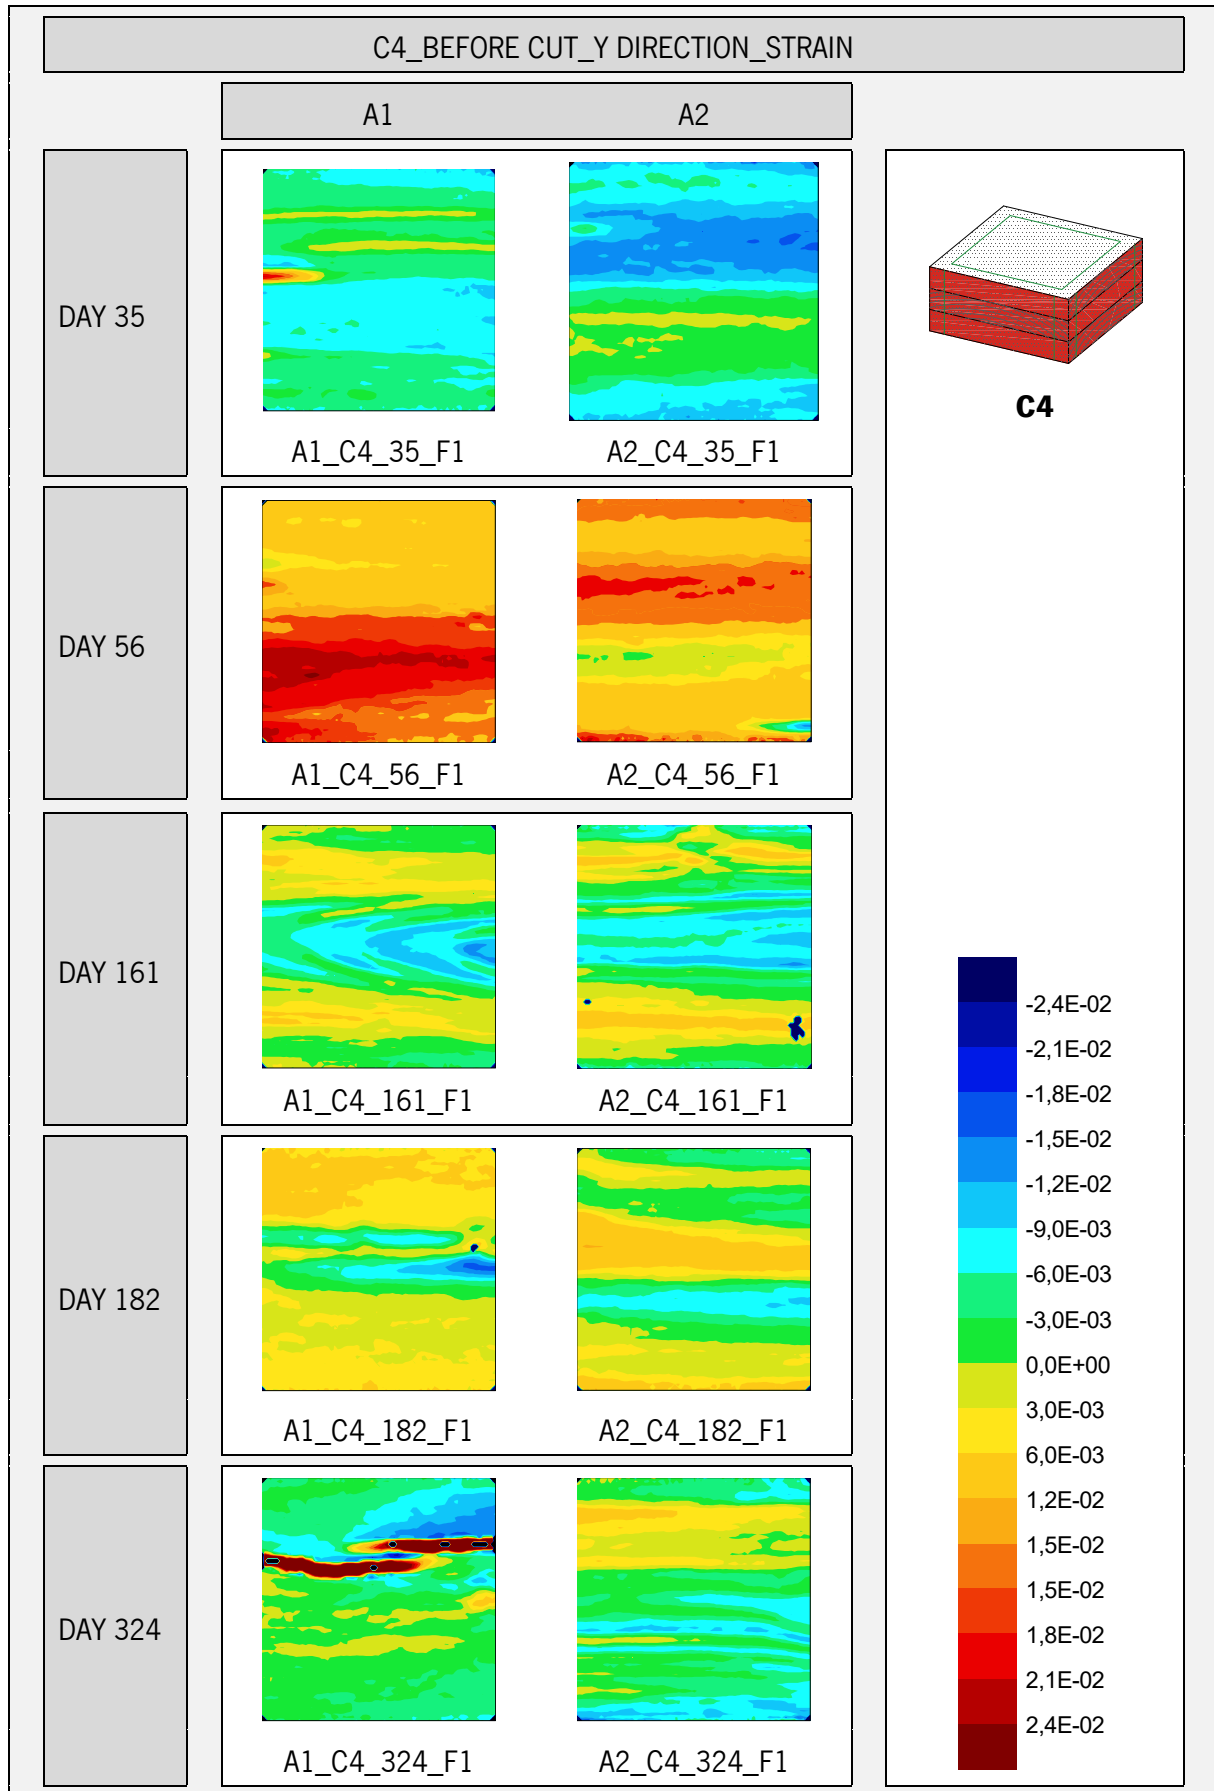 C4_BEFORE CUT_Y DIRECTION_STRAIN
A1 A2
DAY 35
A1_C4_35_F1 A2_C4_35_F1
C4
DAY 56
A1_C4_56_F1 A2_C4_56_F1
DAY 161
A1_C4_161_F1 A2_C4_161_F1
DAY 182
A1_C4_182_F1 A2_C4_182_F1
DAY 324
A1_C4_324_F1 A2_C4_324_F1
-2,4E-02
-2,1E-02
-1,8E-02
-1,5E-02
-1,2E-02
-9,0E-03
-6,0E-03
-3,0E-03
0,0E+00
3,0E-03
6,0E-03
1,2E-02
1,5E-02
1,5E-02
1,8E-02
2,1E-02
2,4E-02